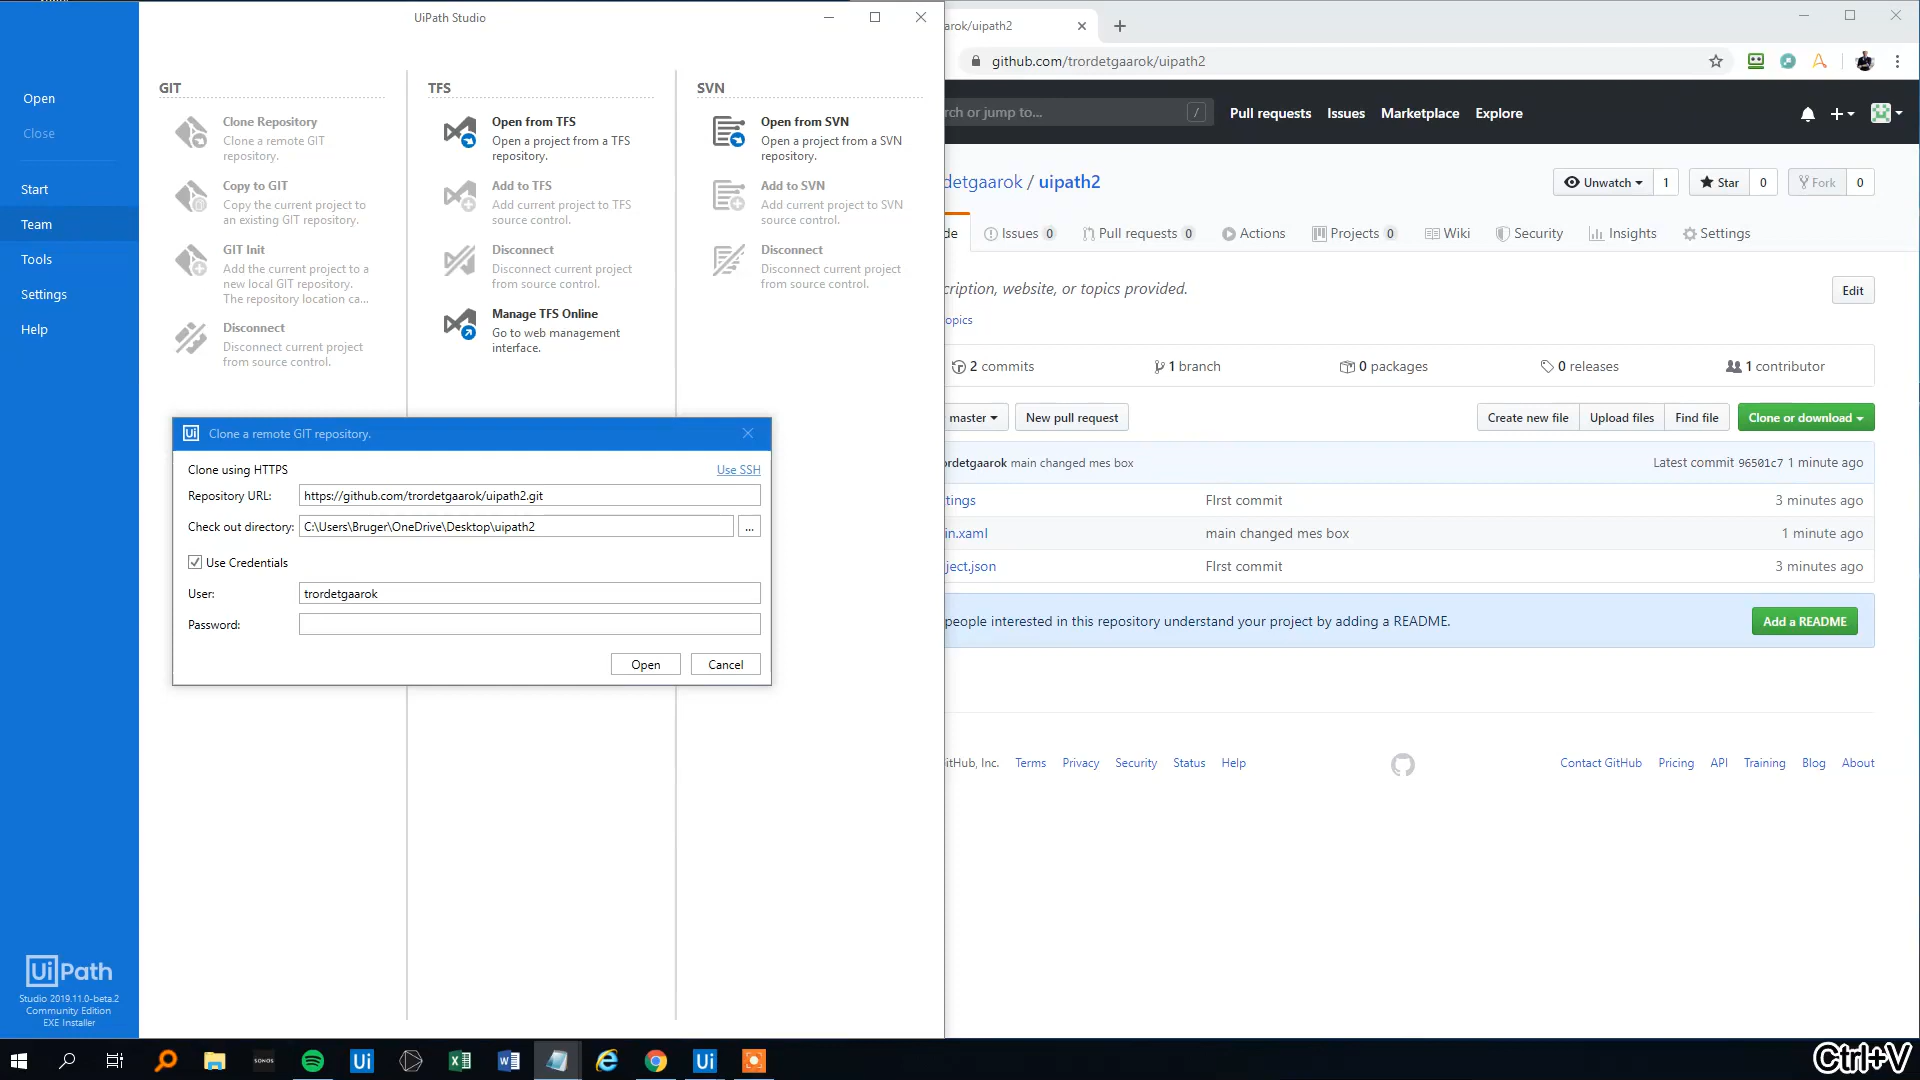 UiPath Studio
Open
Close
Start
Team
Tools
Settings
Help
GIT
Clone Repository
Clone a remote GIT
repository.
Copy to GIT
Copy the current project to
an existing GIT repository.
GIT Init
Add the current project to a
new local GIT repository.
The repository location ca...
Disconnect
Disconnect current project
from source control.
TFS
Open from TFS
Open a project from a TFS
repository.
Add to TFS
Add current project to TFS
source control.
Disconnect
Disconnect current project
from source control.
Manage TFS Online
Go to web management
interface.
SVN
Open from SVN
Open a project from a SVN
repository.
Add to SVN
Add current project to SVN
source control.
Disconnect
Disconnect current project
from source control.
Ui Clone a remote GIT repository.
Clone using HTTPS Use SSH
Repository URL: https://github.com/trordetgaarok/uipath2.git
Check out directory: C:\Users\Bruger\OneDrive\Desktop\uipath2 ...
Use Credentials
User: trordetgaarok
Password:
Open Cancel
UiPath
Studio 2019.11.0-beta.2
Community Edition
EXE Installer
arok/uipath2
github.com/trordetgaarok/uipath2
rch or jump to... / Pull requests Issues Marketplace Explore
detgaarok / uipath2 Unwatch 1 Star 0 Fork 0
de Issues 0 Pull requests 0 Actions Projects 0 Wiki Security Insights Settings
cription, website, or topics provided. Edit
opics
2 commits 1 branch 0 packages 0 releases 1 contributor
master New pull request Create new file Upload files Find file Clone or download
ordetgaarok main changed mes box Latest commit 96501c7 1 minute ago
tings FIrst commit 3 minutes ago
in.xaml main changed mes box 1 minute ago
ject.json FIrst commit 3 minutes ago
people interested in this repository understand your project by adding a README. Add a README
itHub, Inc. Terms Privacy Security Status Help Contact GitHub Pricing API Training Blog About
SONOS Ui Ui
Ctrl+V